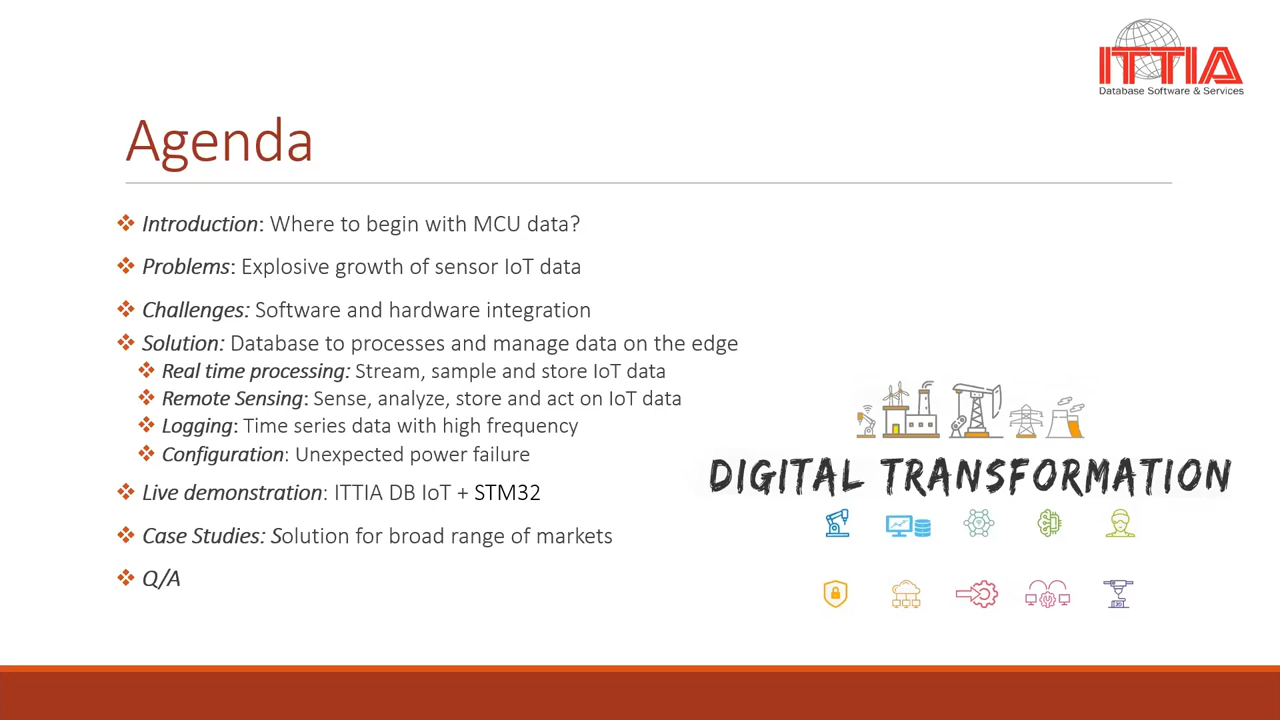 ITTIA
Database Software & Services
Agenda
Introduction: Where to begin with MCU data?
Problems: Explosive growth of sensor IoT data
Challenges: Software and hardware integration
Solution: Database to processes and manage data on the edge
Real time processing: Stream, sample and store IoT data
Remote Sensing: Sense, analyze, store and act on IoT data
Logging: Time series data with high frequency
Configuration: Unexpected power failure
Live demonstration: ITTIA DB IoT + STM32
Case Studies: Solution for broad range of markets
Q/A
DIGITAL TRANSFORMATION